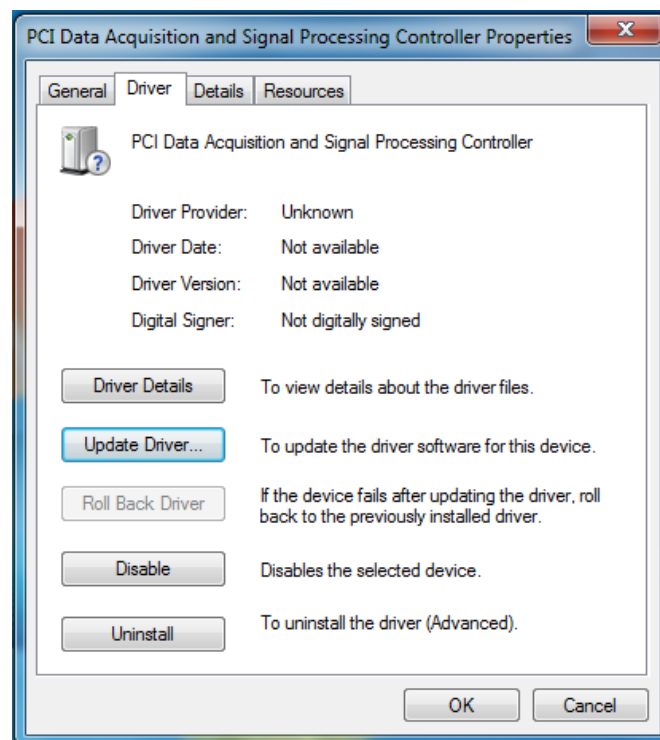 PCI Data Acquisition and Signal Processing Controller Properties
X
General Driver Details Resources
PCI Data Acquisition and Signal Processing Controller
?
Driver Provider: Unknown
Driver Date: Not available
Driver Version: Not available
Digital Signer: Not digitally signed
Driver Details To view details about the driver files.
Update Driver... To update the driver software for this device.
Roll Back Driver If the device fails after updating the driver, roll
back to the previously installed driver.
Disable Disables the selected device.
Uninstall To uninstall the driver (Advanced).
OK Cancel